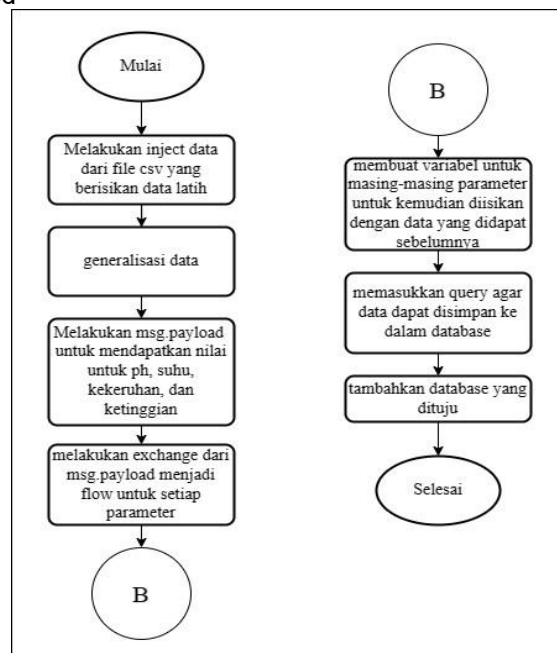 Mulai
Melakukan inject data
dari file csv yang
berisikan data latih
generalisasi data
Melakukan msg.payload
untuk mendapatkan nilai
untuk ph, suhu,
kekeruhan, dan
ketinggian
melakukan exchange dari
msg.payload menjadi
flow untuk setiap
parameter
B
B
membuat variabel untuk
masing-masing parameter
untuk kemudian diisikan
dengan data yang didapat
sebelumnya
memasukkan query agar
data dapat disimpan ke
dalam database
tambahkan database yang
dituju
Selesai